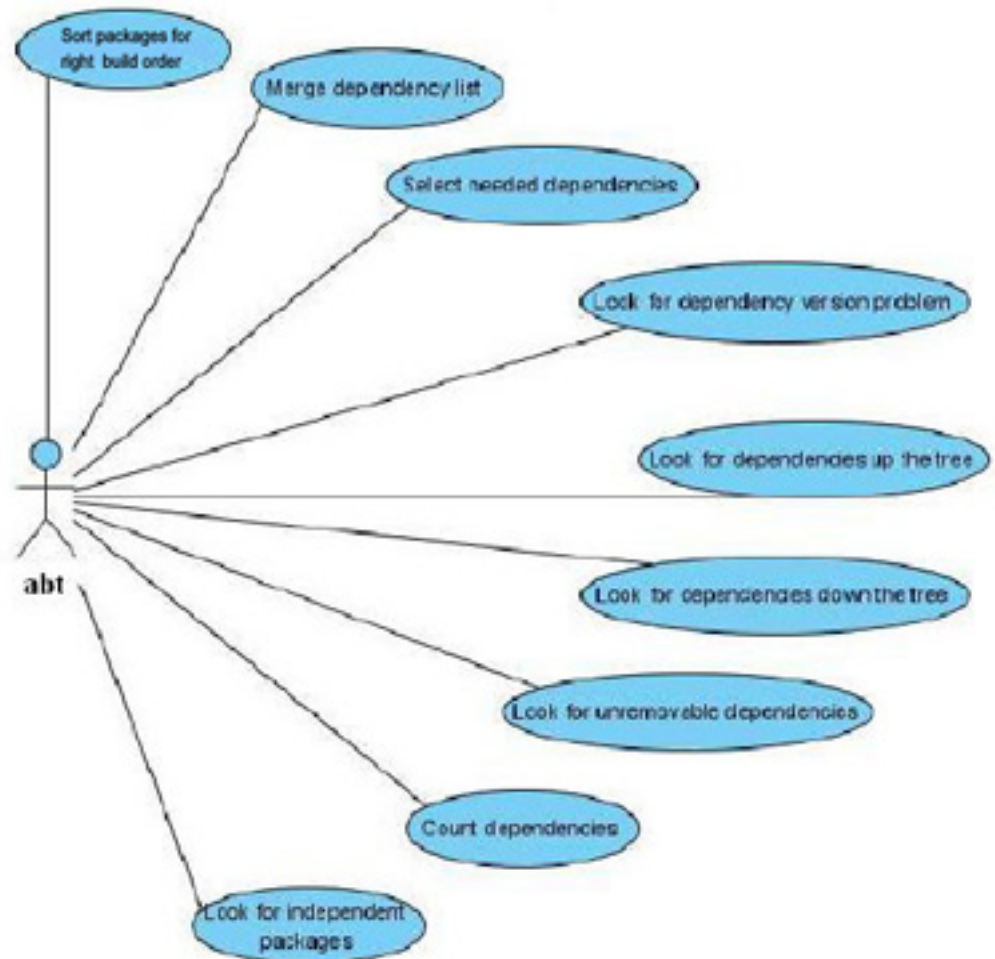 Sort packages for
right build order
Merge dependency list
Select needed dependencies
Look for dependency version problem
Look for dependencies up the tree
Look for dependencies down the tree
Look for unremovable dependencies
Count dependencies
Look for independent
packages
abt